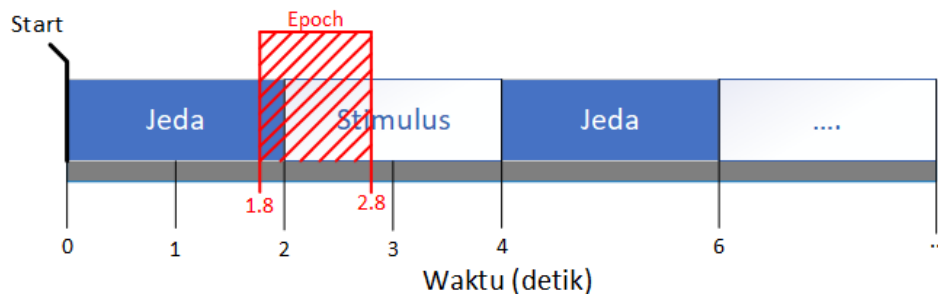 Epoch
Start
Jeda
Stimulus
Jeda
....
1.8
2.8
0
1
2
3
4
6
..
Waktu (detik)